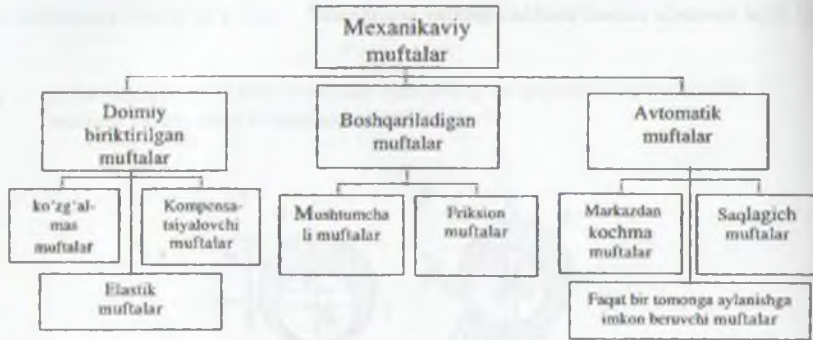 Mexanikaviy
muftalar
Doimiy
biriktirilgan
muftalar
Boshqariladigan
muftalar
Avtomatik
muftalar
ko'zg'al-
mas
muftalar
Kompensa-
tsiyalovchi
muftalar
Mushtumcha
li muftalar
Friksion
muftalar
Markazdan
kochma
muftalar
Saqlagich
muftalar
Elastik
muftalar
Faqat bir tomonga aylanishga
imkon beruvchi muftalar